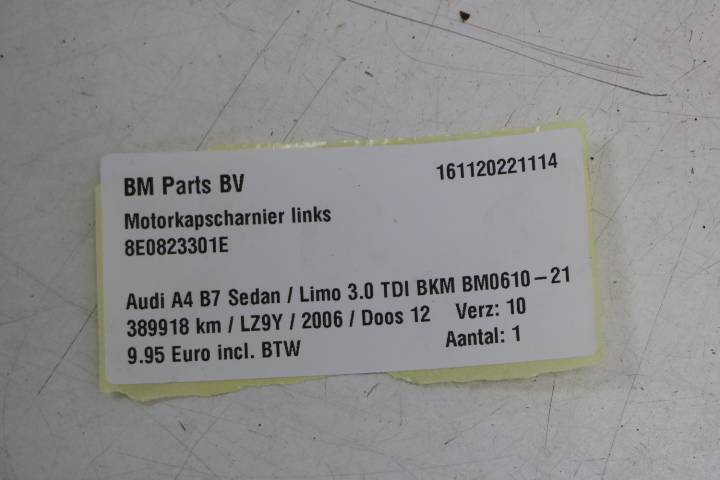 BM Parts BV 161120221114
Motorkapscharnier links
8E0823301E
Audi A4 B7 Sedan / Limo 3.0 TDI BKM BM0610-21
389918 km / LZ9Y / 2006 / Doos 12 Verz: 10
9.95 Euro incl. BTW Aantal: 1